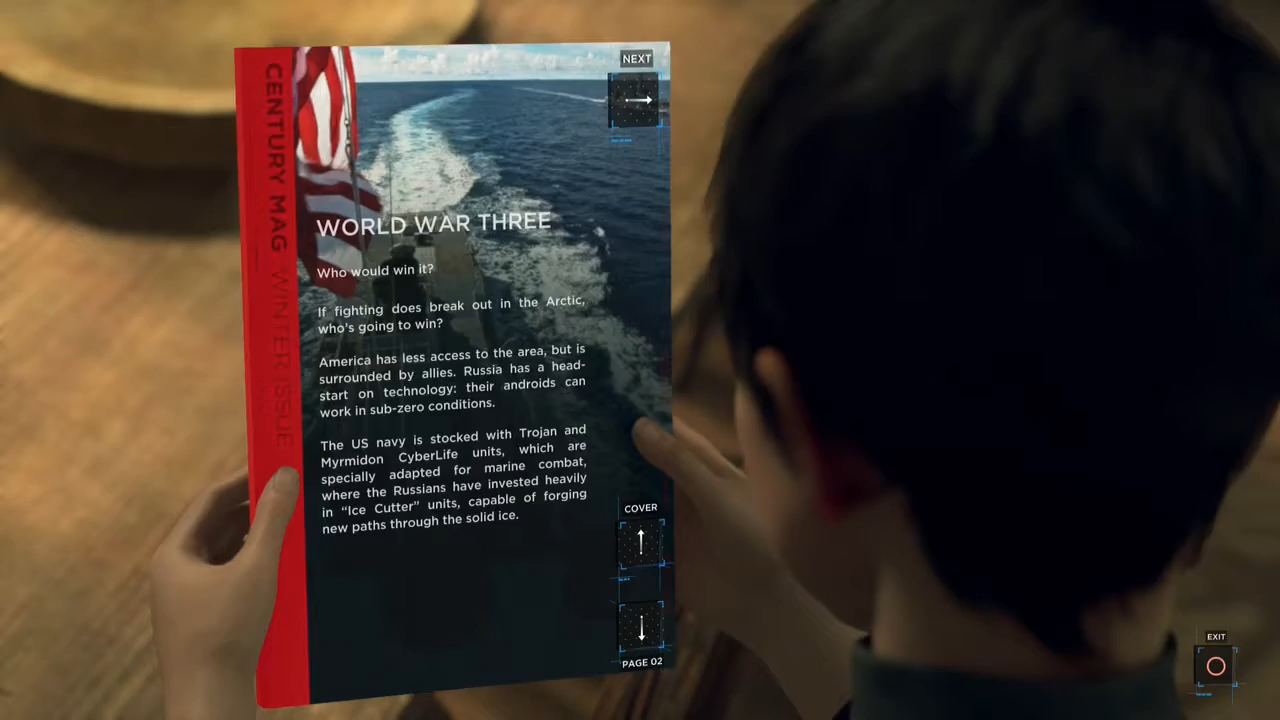 CENTURY MAG WINTER ISSUE
NEXT
WORLD WAR THREE
Who would win it?
If fighting does break out in the Arctic,
who's going to win?
America has less access to the area, but is
surrounded by allies. Russia has a head-
start on technology: their androids can
work in sub-zero conditions.
The US navy is stocked with Trojan and
Myrmidon CyberLife units, which are
specially adapted for marine combat,
where the Russians have invested heavily
in “Ice Cutter” units, capable of forging
new paths through the solid ice.
COVER
PAGE 02
EXIT